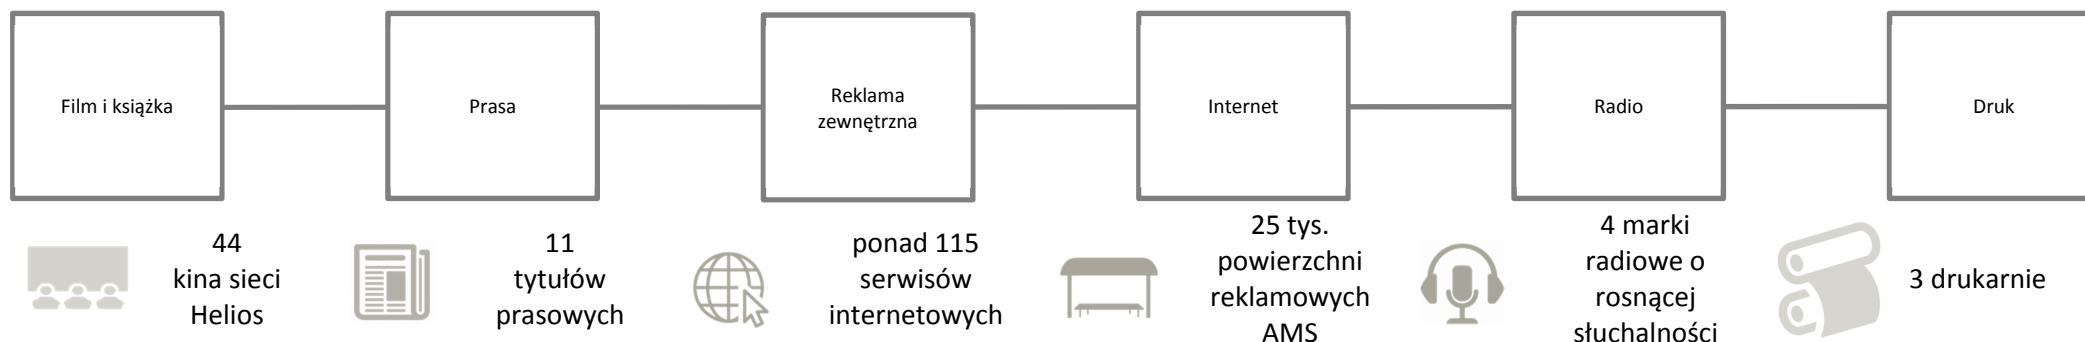 Film i książka
Prasa
Reklama
zewnętrzna
Internet
Radio
Druk
44
kina sieci
Helios
11
tytułów
prasowych
ponad 115
serwisów
internetowych
25 tys.
powierzchni
reklamowych
AMS
4 marki
radiowe o
rosnącej
słuchalności
3 drukarnie